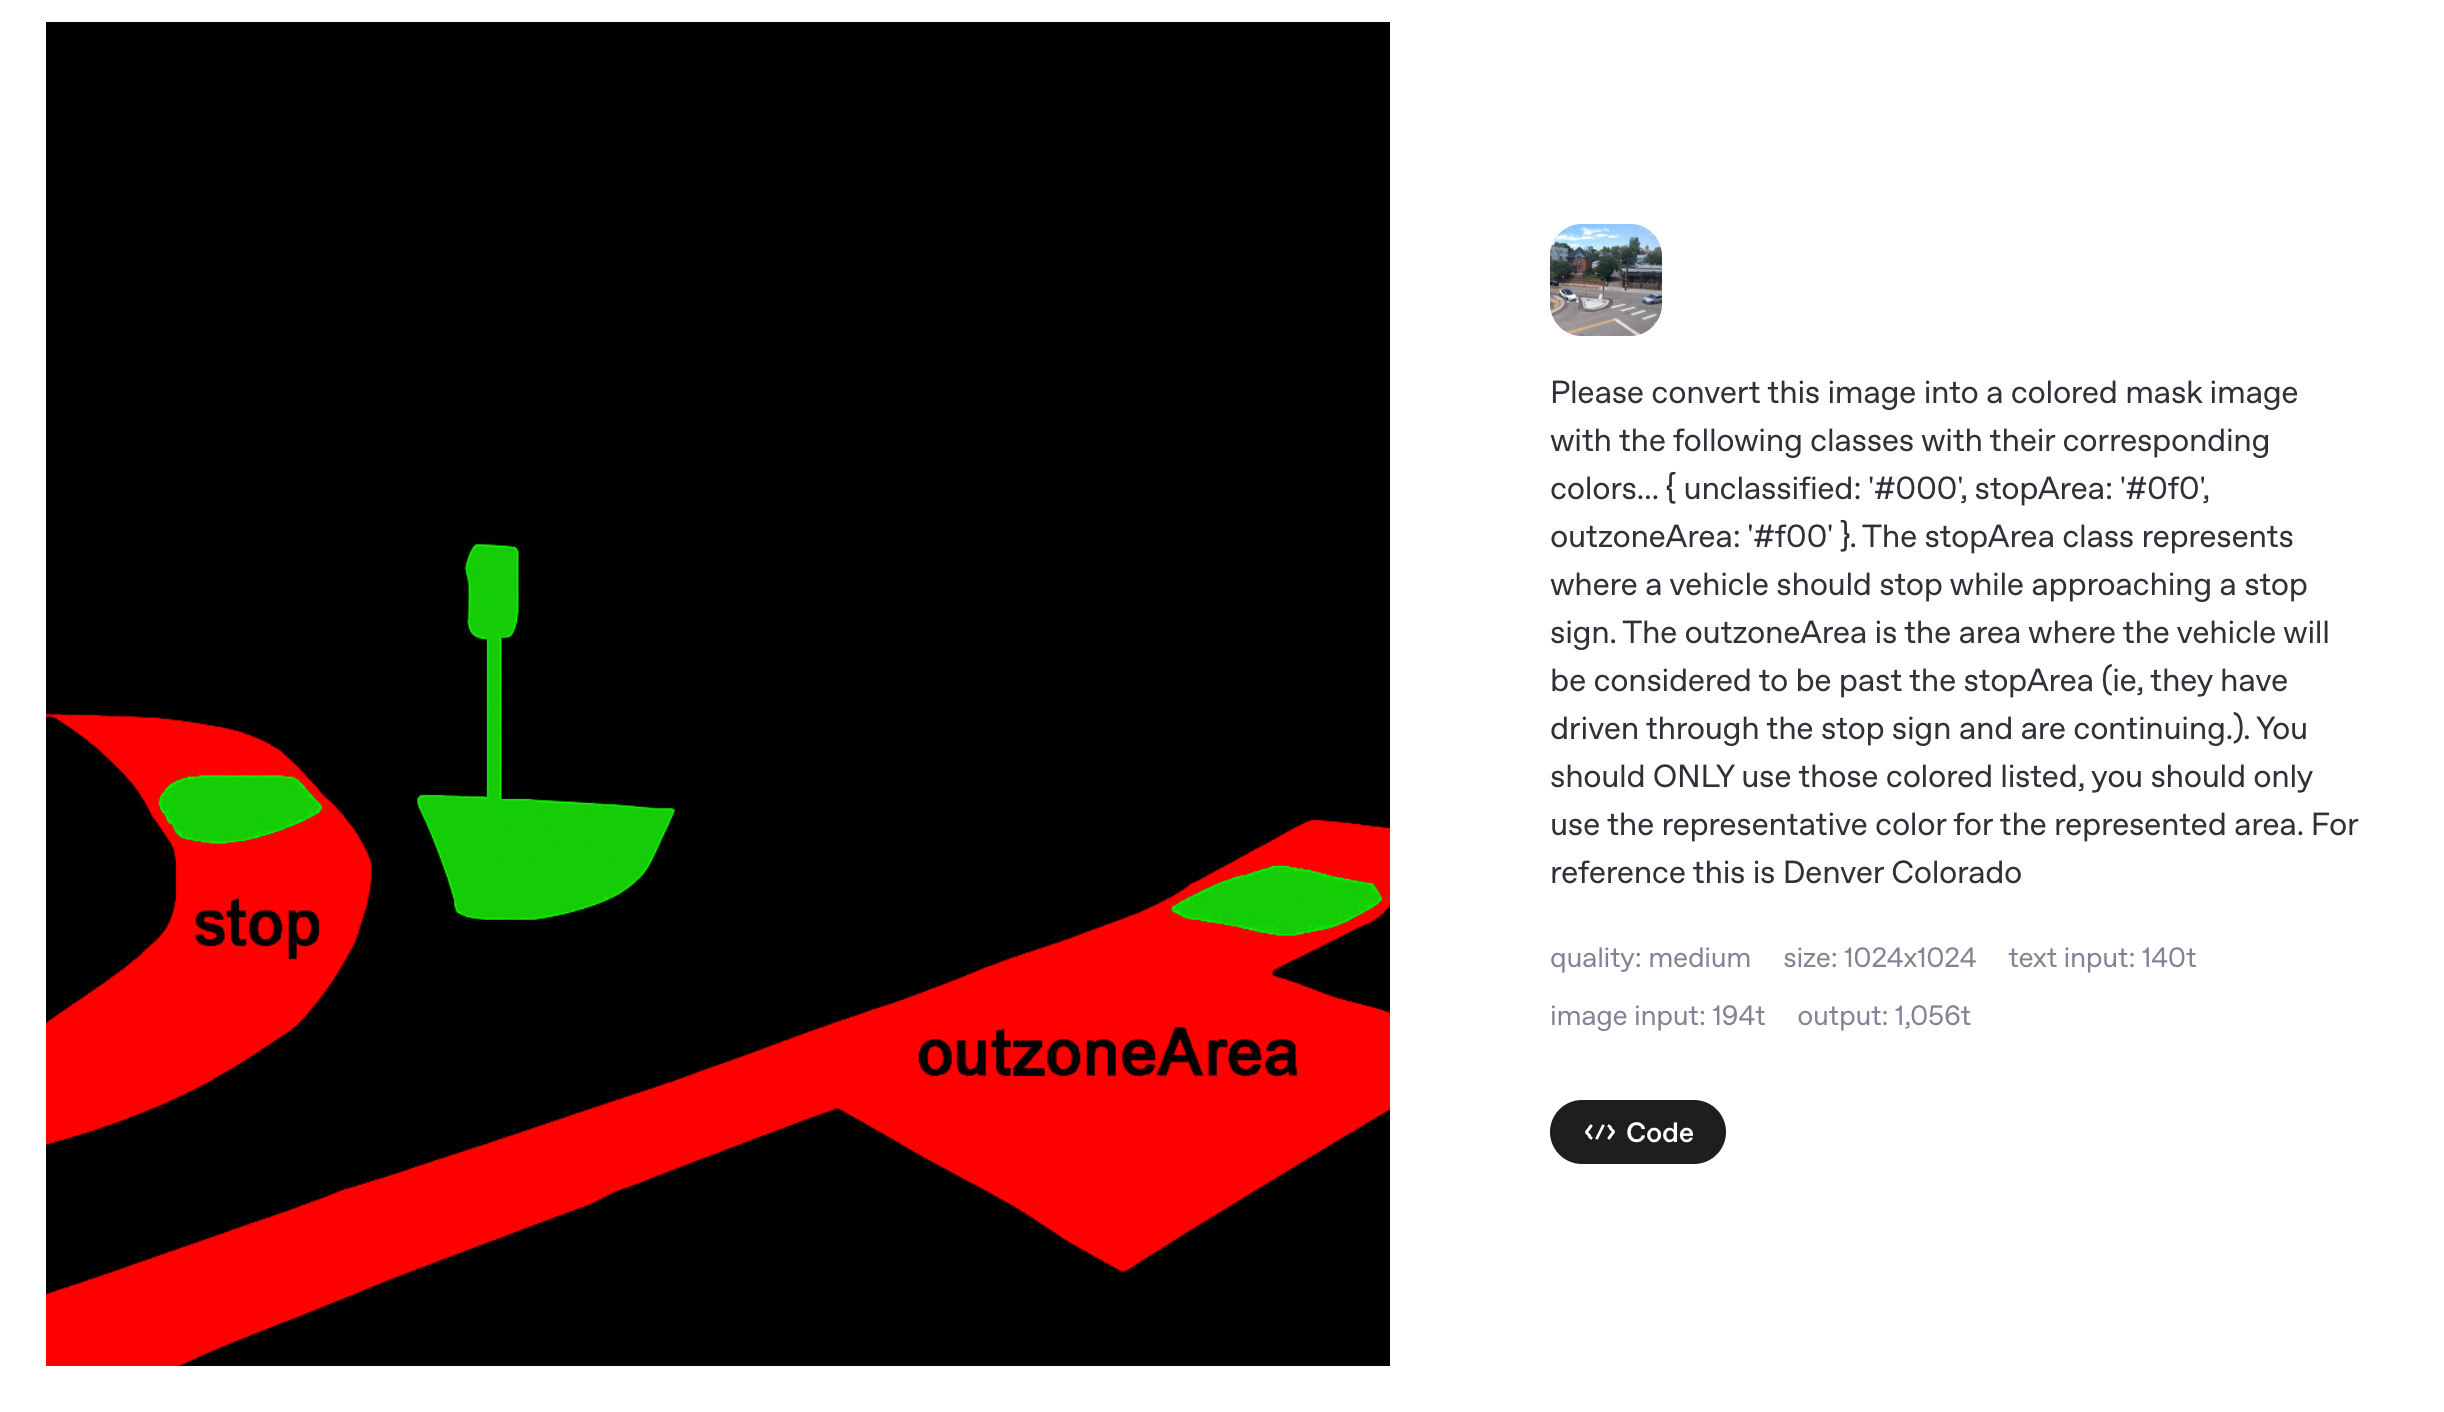 stop
outzoneArea
Please convert this image into a colored mask image
with the following classes with their corresponding
colors... { unclassified: '#000', stopArea: '#0f0',
outzoneArea: '#f00' }. The stopArea class represents
where a vehicle should stop while approaching a stop
sign. The outzoneArea is the area where the vehicle will
be considered to be past the stopArea (ie, they have
driven through the stop sign and are continuing.). You
should ONLY use those colored listed, you should only
use the representative color for the represented area. For
reference this is Denver Colorado
quality: medium size: 1024x1024 text input: 140t
image input: 194t output: 1,056t
</> Code